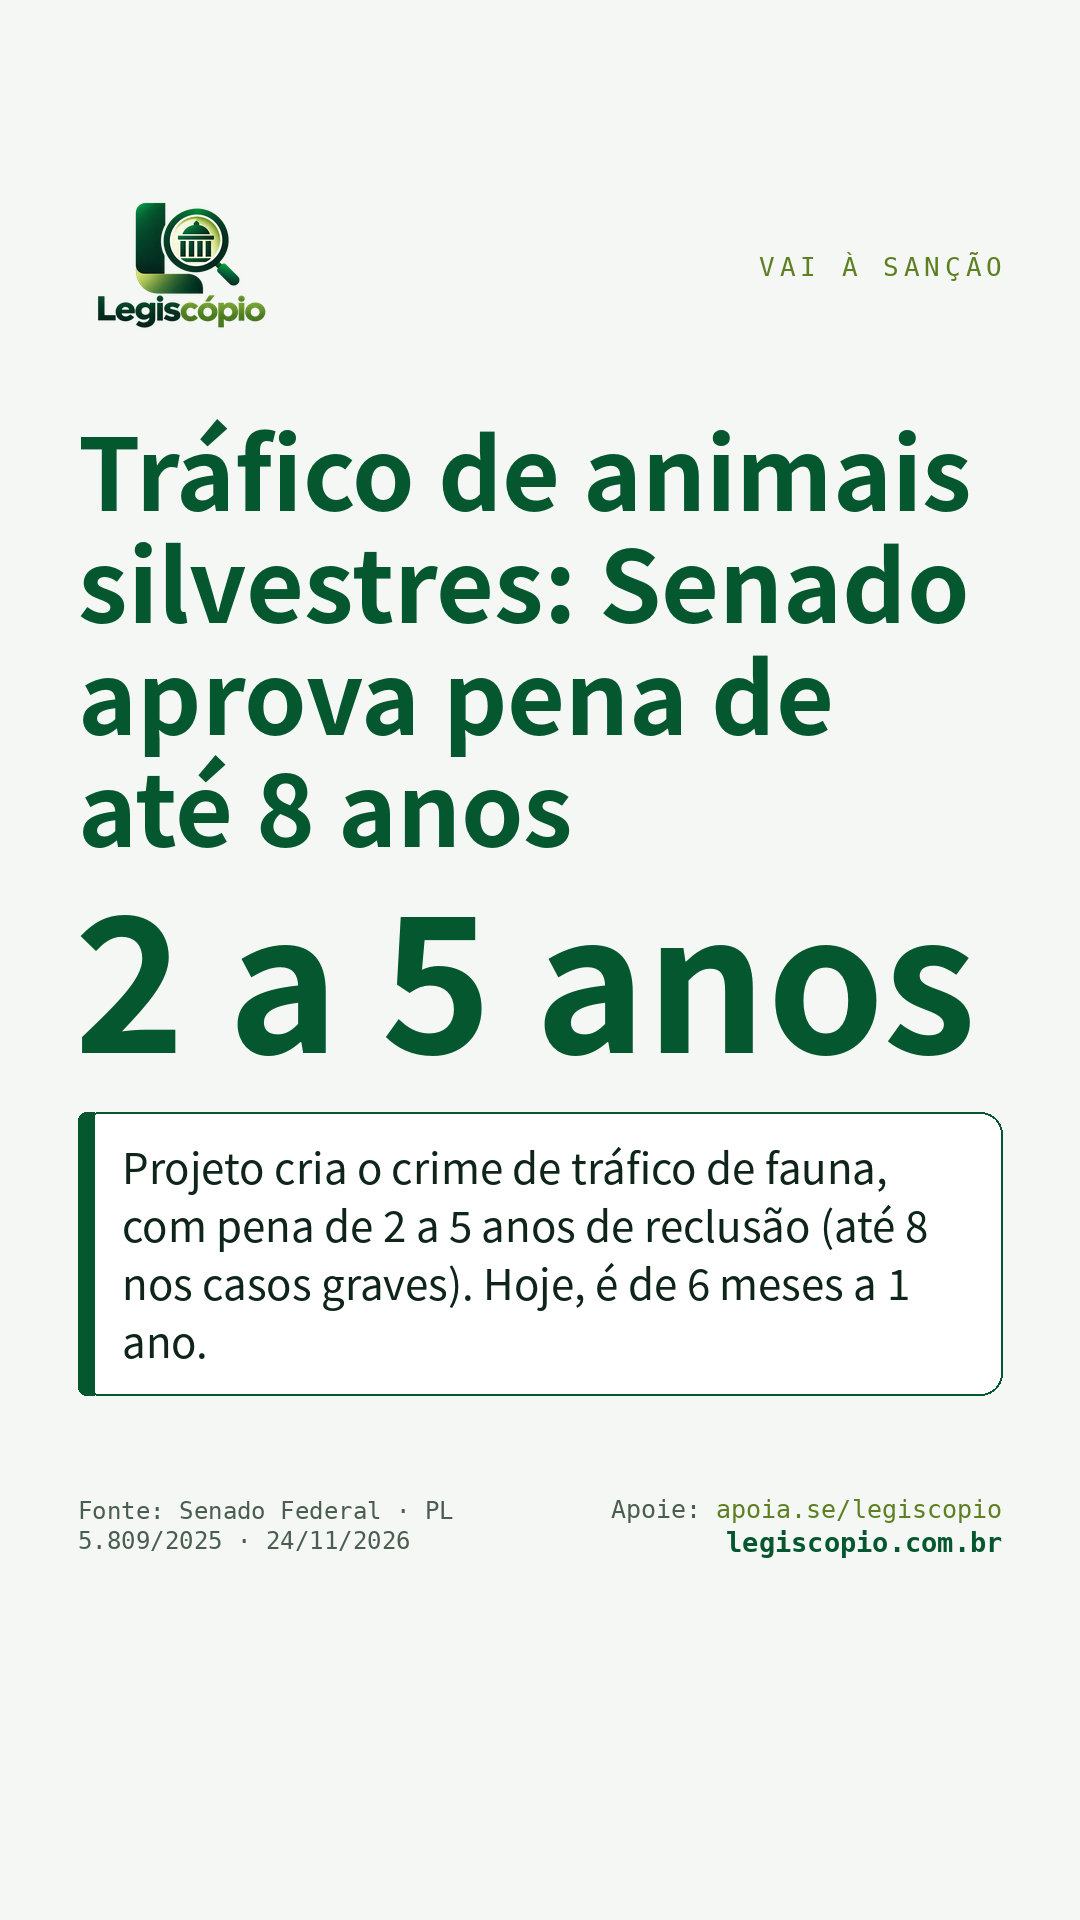 Legiscópio
VAI À SANÇÃO
Tráfico de animais
silvestres: Senado
aprova pena de
até 8 anos
2 a 5 anos
Projeto cria o crime de tráfico de fauna,
com pena de 2 a 5 anos de reclusão (até 8
nos casos graves). Hoje, é de 6 meses a 1
ano.
Fonte: Senado Federal · PL
5.809/2025 · 24/11/2026
Apoie: apoia.se/legiscopio
legiscopio.com.br